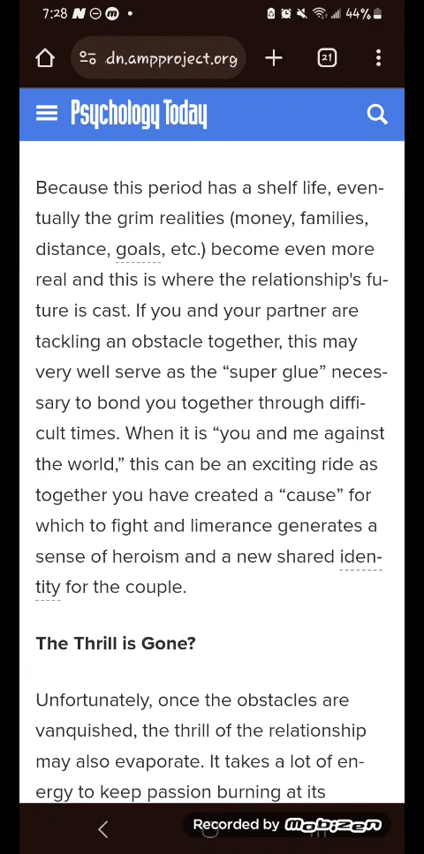 7:28 44%
dn.ampproject.org 21
Psychology Today
Because this period has a shelf life, even-
tually the grim realities (money, families,
distance, goals, etc.) become even more
real and this is where the relationship's fu-
ture is cast. If you and your partner are
tackling an obstacle together, this may
very well serve as the “super glue” neces-
sary to bond you together through diffi-
cult times. When it is “you and me against
the world,” this can be an exciting ride as
together you have created a “cause” for
which to fight and limerance generates a
sense of heroism and a new shared iden-
tity for the couple.
The Thrill is Gone?
Unfortunately, once the obstacles are
vanquished, the thrill of the relationship
may also evaporate. It takes a lot of en-
ergy to keep passion burning at its
Recorded by mobizen